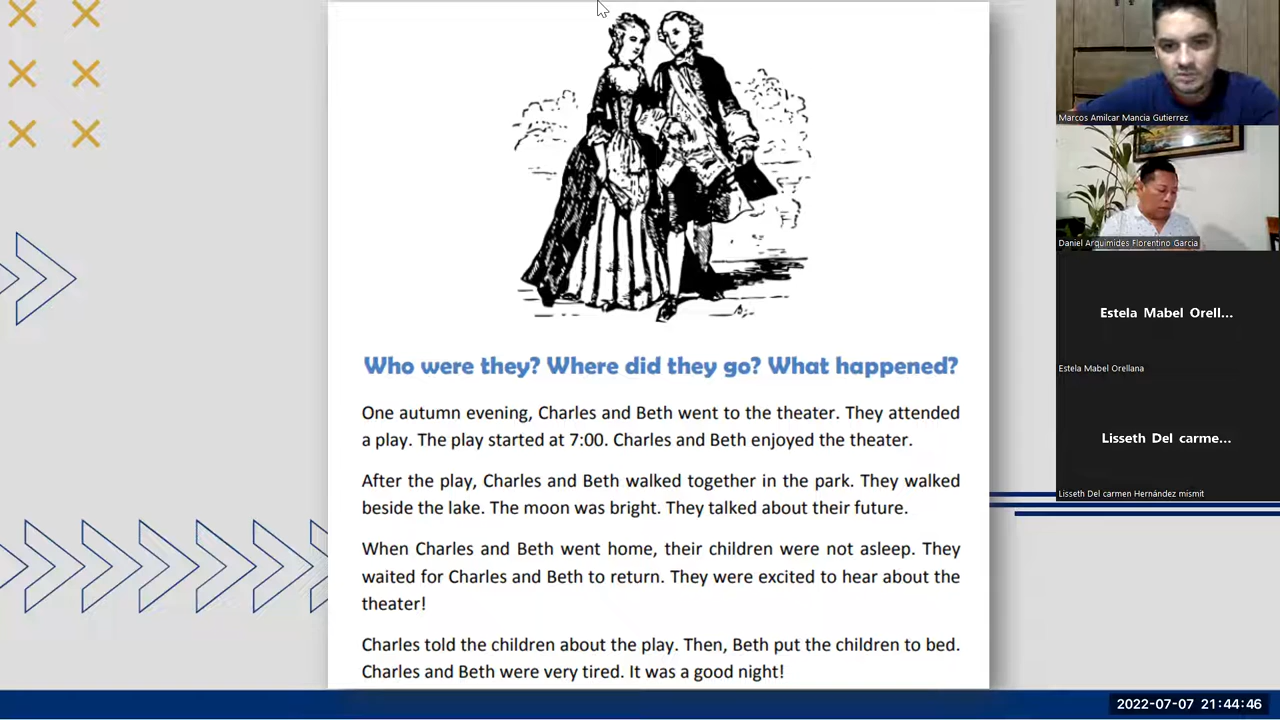 Who were they? Where did they go? What happened?
One autumn evening, Charles and Beth went to the theater. They attended
a play. The play started at 7:00. Charles and Beth enjoyed the theater.
After the play, Charles and Beth walked together in the park. They walked
beside the lake. The moon was bright. They talked about their future.
When Charles and Beth went home, their children were not asleep. They
waited for Charles and Beth to return. They were excited to hear about the
theater!
Charles told the children about the play. Then, Beth put the children to bed.
Charles and Beth were very tired. It was a good night!
Marcos Amilcar Mancia Gutierrez
Daniel Arquimides Florentino Garcia
Estela Mabel Orell...
Estela Mabel Orellana
Lisseth Del carme...
Lisseth Del carmen Hernández mismit
2022-07-07 21:44:46